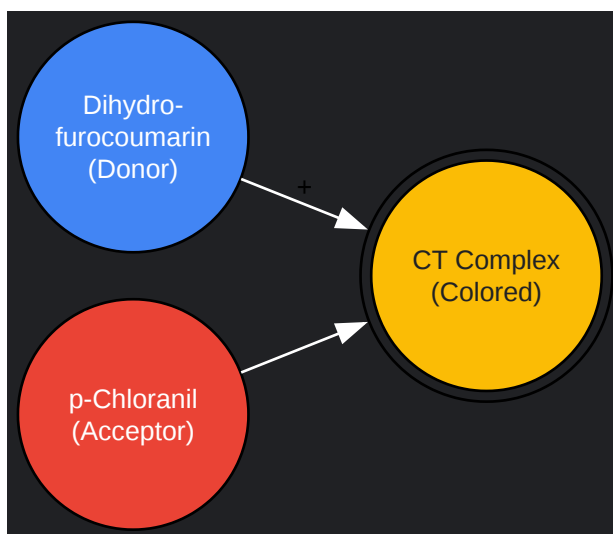 Dihydro-
furocoumarin
(Donor)
+
CT Complex
(Colored)
p-Chloranil
(Acceptor)